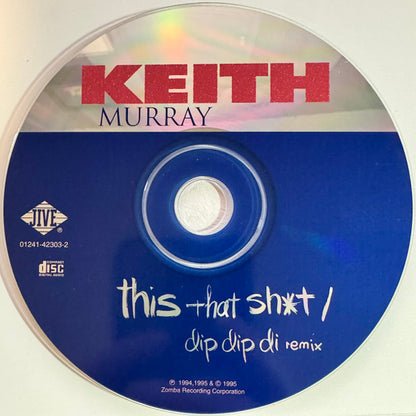 KEITH
MURRAY
JIVE®
01241-42303-2
COMPACT
disc
DIGITAL AUDIO
this that sh*t /
dip dip di remix
℗ 1994,1995 & © 1995
Zomba Recording Corporation